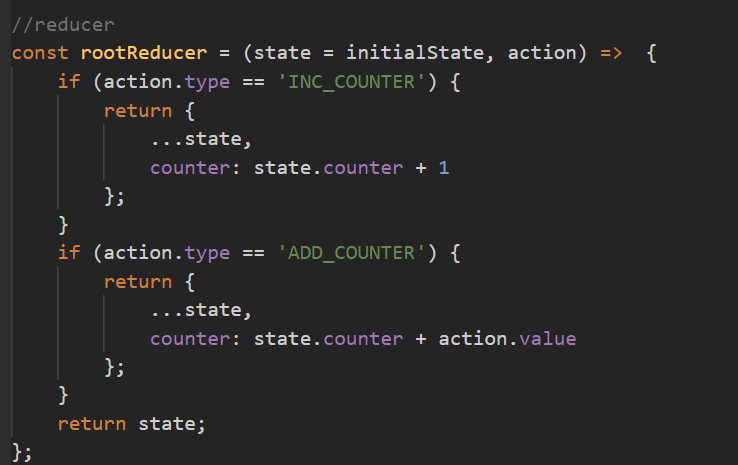 //reducer
const rootReducer = (state = initialState, action) =>  {
    if (action.type == 'INC_COUNTER') {
        return {
            ...state,
            counter: state.counter + 1
        };
    }
    if (action.type == 'ADD_COUNTER') {
        return {
            ...state,
            counter: state.counter + action.value
        };
    }
    return state;
};